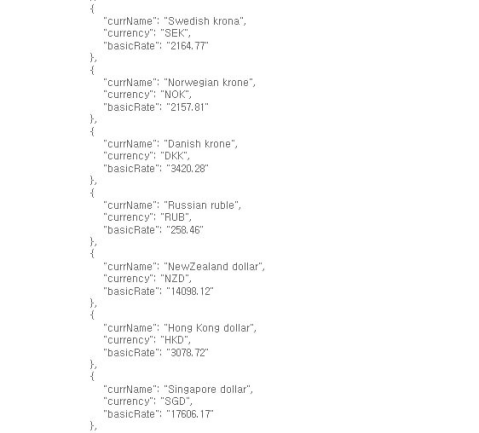 {
"currName": "Swedish krona",
"currency": "SEK",
"basicRate": "2164.77"
},
{
"currName": "Norwegian krone",
"currency": "NOK",
"basicRate": "2157.81"
},
{
"currName": "Danish krone",
"currency": "DKK",
"basicRate": "3420.28"
},
{
"currName": "Russian ruble",
"currency": "RUB",
"basicRate": "258.46"
},
{
"currName": "NewZealand dollar",
"currency": "NZD",
"basicRate": "14098.12"
},
{
"currName": "Hong Kong dollar",
"currency": "HKD",
"basicRate": "3078.72"
},
{
"currName": "Singapore dollar",
"currency": "SGD",
"basicRate": "17606.17"
},